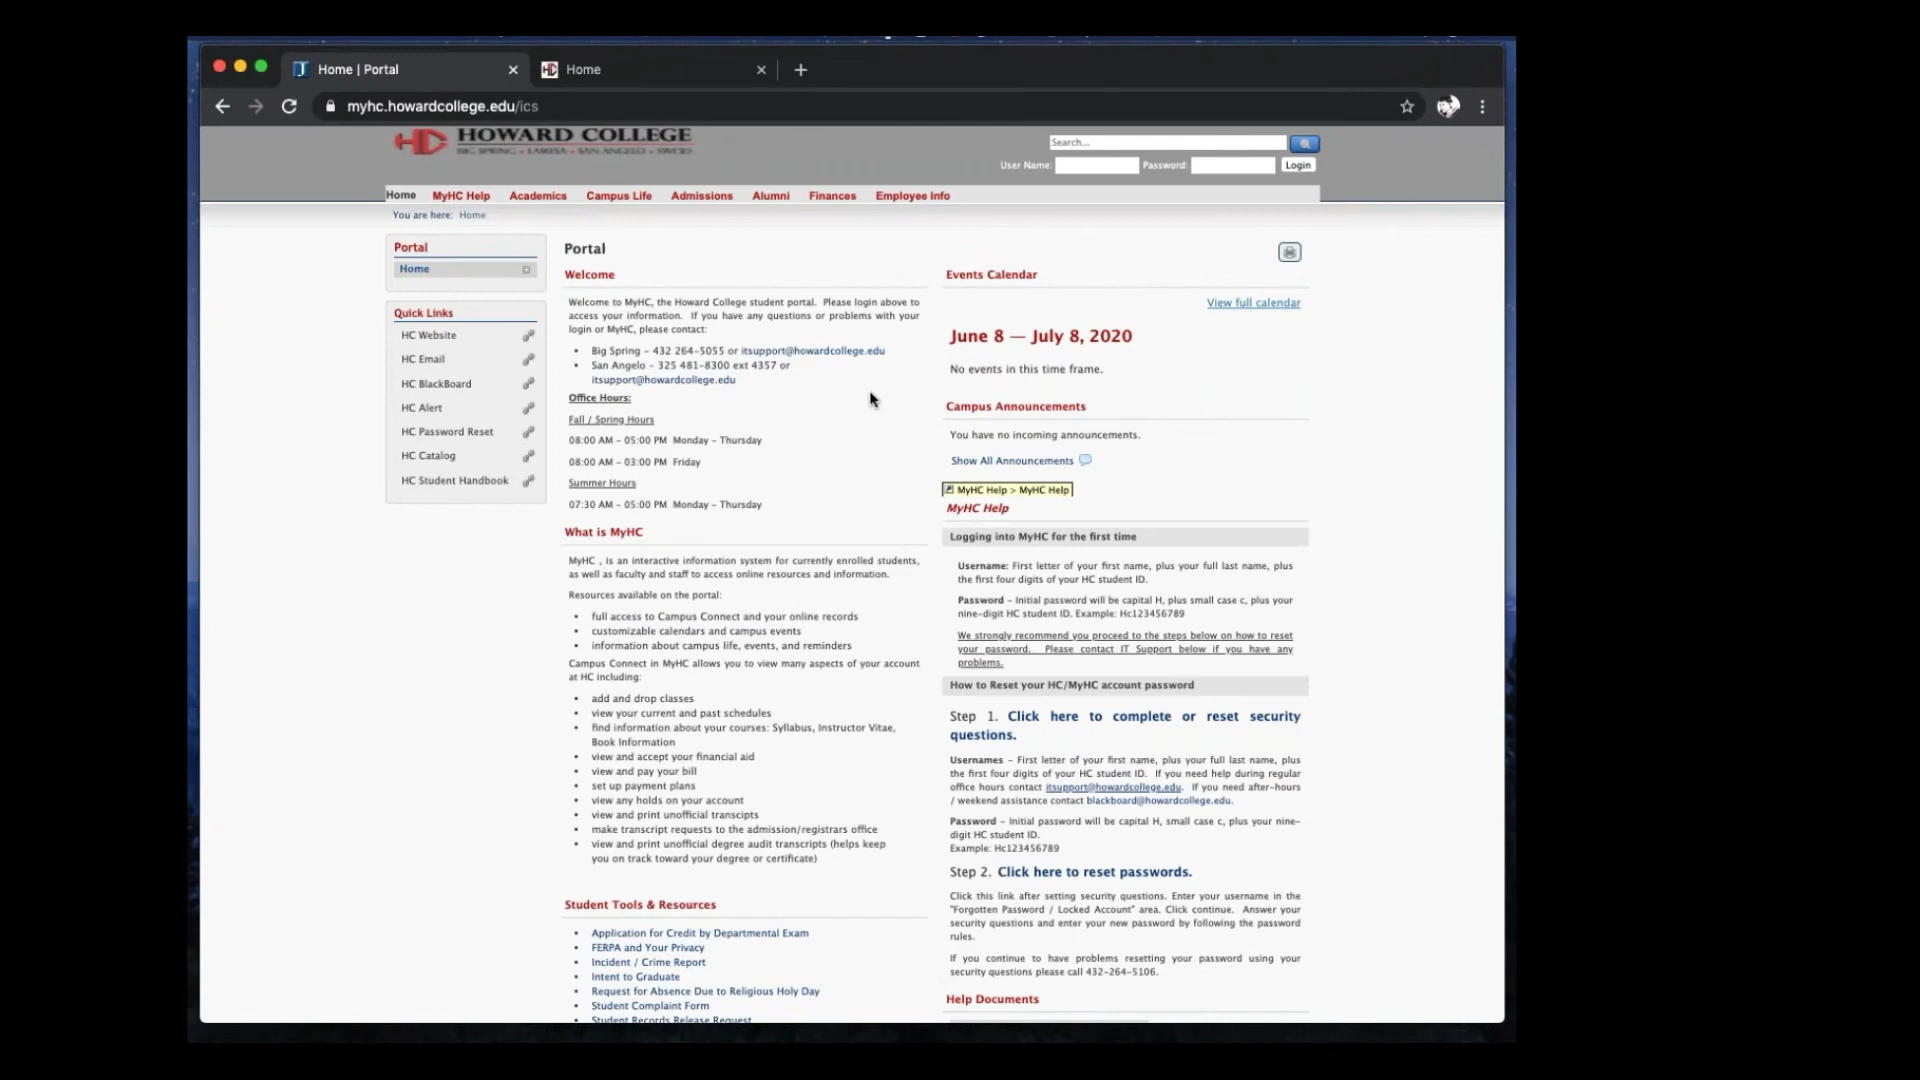 Home | Portal
Home
myhc.howardcollege.edu/ics
HOWARD COLLEGE
BIG SPRING - LAMESA - SAN ANGELO - SWCID
Search...
User Name:
Password:
Login
Home
MyHC Help
Academics
Campus Life
Admissions
Alumni
Finances
Employee Info
You are here: Home
Portal
Home
Quick Links
HC Website
HC Email
HC BlackBoard
HC Alert
HC Password Reset
HC Catalog
HC Student Handbook
Portal
Welcome
Welcome to MyHC, the Howard College student portal. Please login above to
access your information. If you have any questions or problems with your
login or MyHC, please contact:
Big Spring – 432 264-5055 or itsupport@howardcollege.edu
San Angelo – 325 481-8300 ext 4357 or
itsupport@howardcollege.edu
Office Hours:
Fall / Spring Hours
08:00 AM – 05:00 PM Monday – Thursday
08:00 AM – 03:00 PM Friday
Summer Hours
07:30 AM – 05:00 PM Monday – Thursday
What is MyHC
MyHC , is an interactive information system for currently enrolled students,
as well as faculty and staff to access online resources and information.
Resources available on the portal:
full access to Campus Connect and your online records
customizable calendars and campus events
information about campus life, events, and reminders
Campus Connect in MyHC allows you to view many aspects of your account
at HC including:
add and drop classes
view your current and past schedules
find information about your courses: Syllabus, Instructor Vitae,
Book Information
view and accept your financial aid
view and pay your bill
set up payment plans
view any holds on your account
view and print unofficial transcipts
make transcript requests to the admission/registrars office
view and print unofficial degree audit transcripts (helps keep
you on track toward your degree or certificate)
Student Tools & Resources
Application for Credit by Departmental Exam
FERPA and Your Privacy
Incident / Crime Report
Intent to Graduate
Request for Absence Due to Religious Holy Day
Student Complaint Form
Student Records Release Request
Events Calendar
View full calendar
June 8 — July 8, 2020
No events in this time frame.
Campus Announcements
You have no incoming announcements.
Show All Announcements
MyHC Help > MyHC Help
MyHC Help
Logging into MyHC for the first time
Username: First letter of your first name, plus your full last name, plus
the first four digits of your HC student ID.
Password – Initial password will be capital H, plus small case c, plus your
nine-digit HC student ID. Example: Hc123456789
We strongly recommend you proceed to the steps below on how to reset
your password. Please contact IT Support below if you have any
problems.
How to Reset your HC/MyHC account password
Step 1. Click here to complete or reset security
questions.
Usernames – First letter of your first name, plus your full last name, plus
the first four digits of your HC student ID. If you need help during regular
office hours contact itsupport@howardcollege.edu. If you need after-hours
/ weekend assistance contact blackboard@howardcollege.edu.
Password – Initial password will be capital H, small case c, plus your nine-
digit HC student ID.
Example: Hc123456789
Step 2. Click here to reset passwords.
Click this link after setting security questions. Enter your username in the
"Forgotten Password / Locked Account" area. Click continue. Answer your
security questions and enter your new password by following the password
rules.
If you continue to have problems resetting your password using your
security questions please call 432-264-5106.
Help Documents